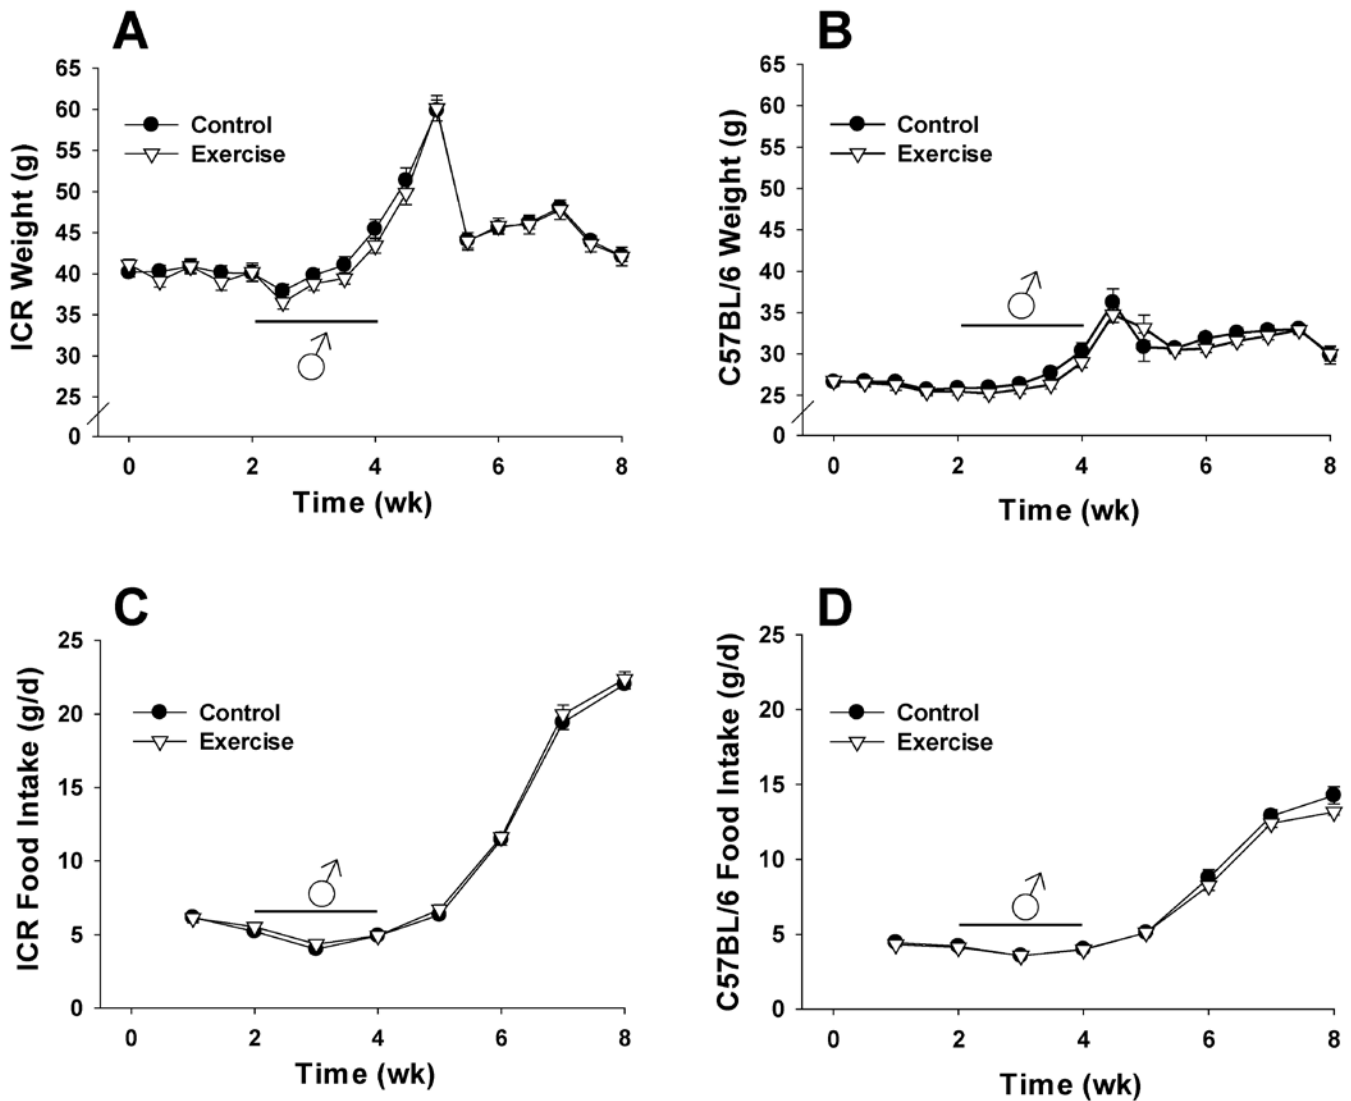 A
ICR Weight (g)
65
60
55
50
45
40
35
30
25
0
Control
Exercise
♂
0 2 4 6 8
Time (wk)
B
C57BL/6 Weight (g)
65
60
55
50
45
40
35
30
25
0
Control
Exercise
♂
0 2 4 6 8
Time (wk)
C
ICR Food Intake (g/d)
25
20
15
10
5
0
Control
Exercise
♂
0 2 4 6 8
Time (wk)
D
C57BL/6 Food Intake (g/d)
25
20
15
10
5
0
Control
Exercise
♂
0 2 4 6 8
Time (wk)